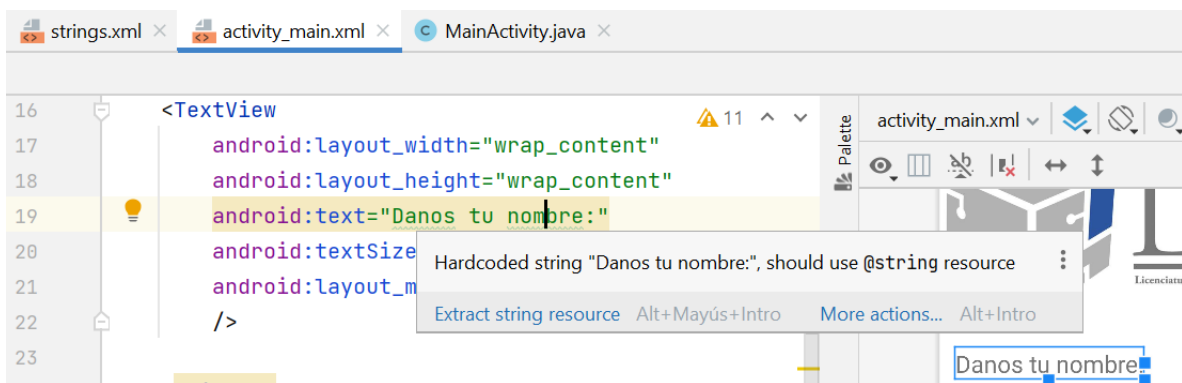 strings.xml
activity_main.xml
C MainActivity.java
16 <TextView
11
17 android:layout_width="wrap_content"
18 android:layout_height="wrap_content"
19 android:text="Danos tu nombre:"
20 android:textSize
21 android:layout_m
22 />
23
Hardcoded string "Danos tu nombre:", should use @string resource
Extract string resource Alt+Mayús+Intro More actions... Alt+Intro
Palette
activity_main.xml
Licenciatu
Danos tu nombre: